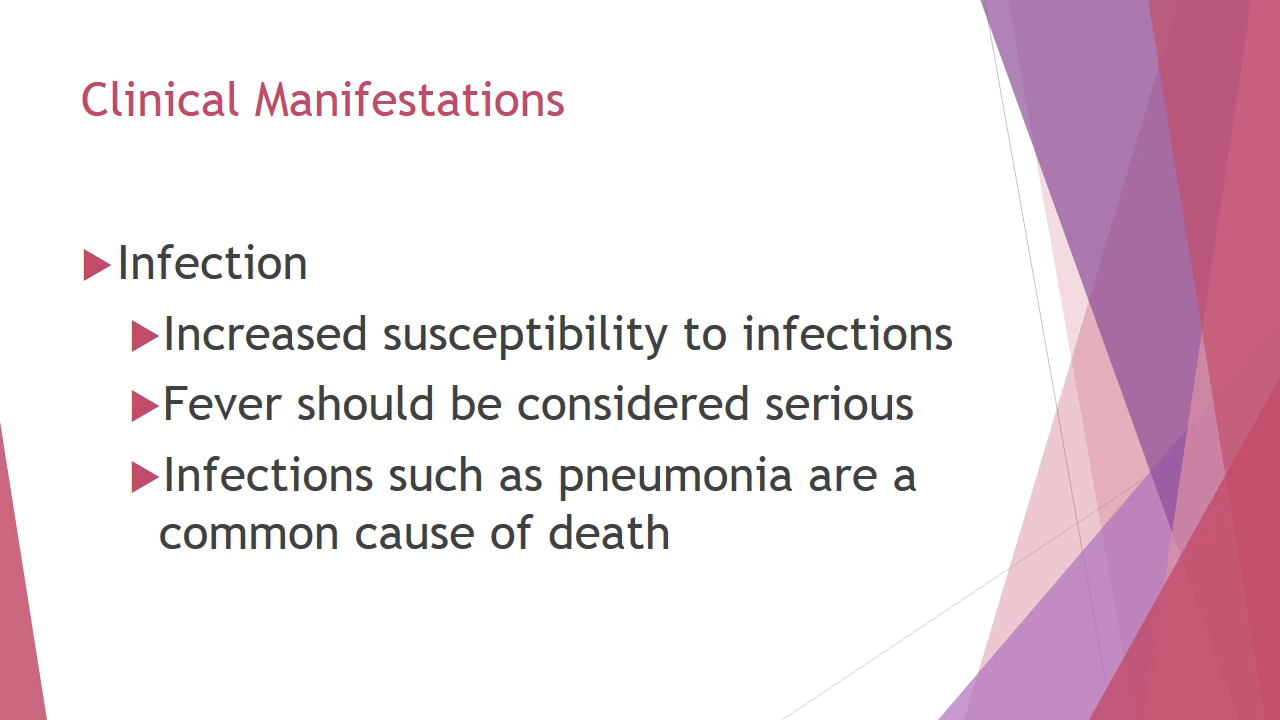 Clinical Manifestations
Infection
Increased susceptibility to infections
Fever should be considered serious
Infections such as pneumonia are a
common cause of death